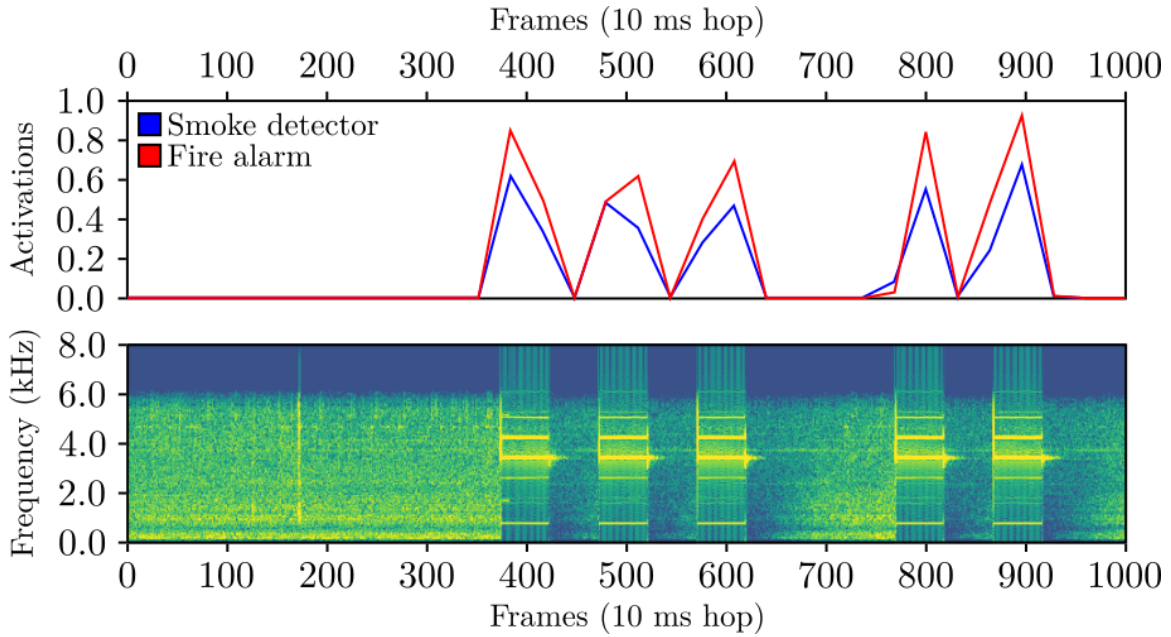 Frames (10 ms hop)
0 100 200 300 400 500 600 700 800 900 1000
1.0
0.8
0.6
0.4
0.2
0.0
Activations
Smoke detector
Fire alarm
8.0
6.0
4.0
2.0
0.0
Frequency (kHz)
0 100 200 300 400 500 600 700 800 900 1000
Frames (10 ms hop)